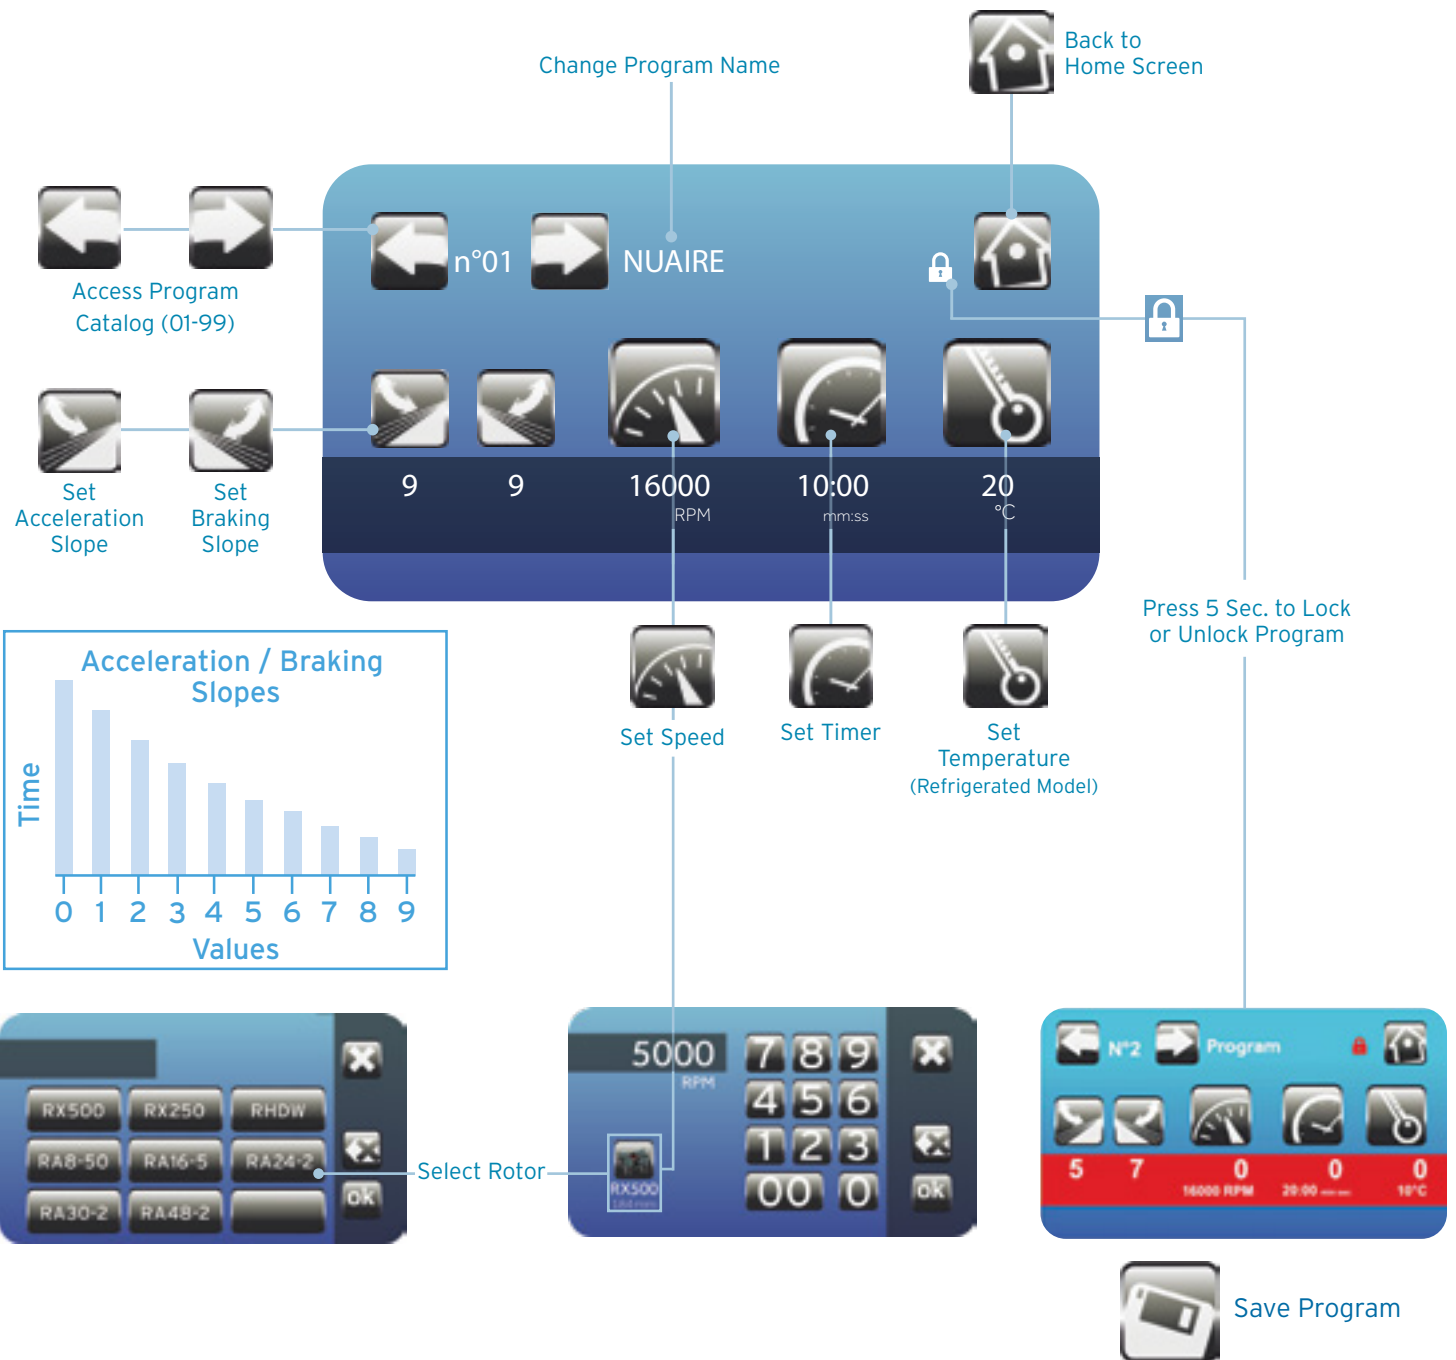 Back to
Home Screen
Change Program Name
n°01
NUAIRE
Access Program
Catalog (01-99)
Set
Acceleration
Slope
Set
Braking
Slope
9
9
16000
RPM
10:00
mm:ss
20
°C
Press 5 Sec. to Lock
or Unlock Program
Set Speed
Set Timer
Set
Temperature
(Refrigerated Model)
Acceleration / Braking
Slopes
Time
0 1 2 3 4 5 6 7 8 9
Values
RX500 RX250 RHDW
RA8-50 RA16-5 RA24-2
RA30-2 RA48-2
ok
Select Rotor
5000
RPM
7 8 9
4 5 6
1 2 3
00 0
RX500
ok
N°2
Program
5 7 0 0 0
16000 RPM 20:00 10°C
Save Program